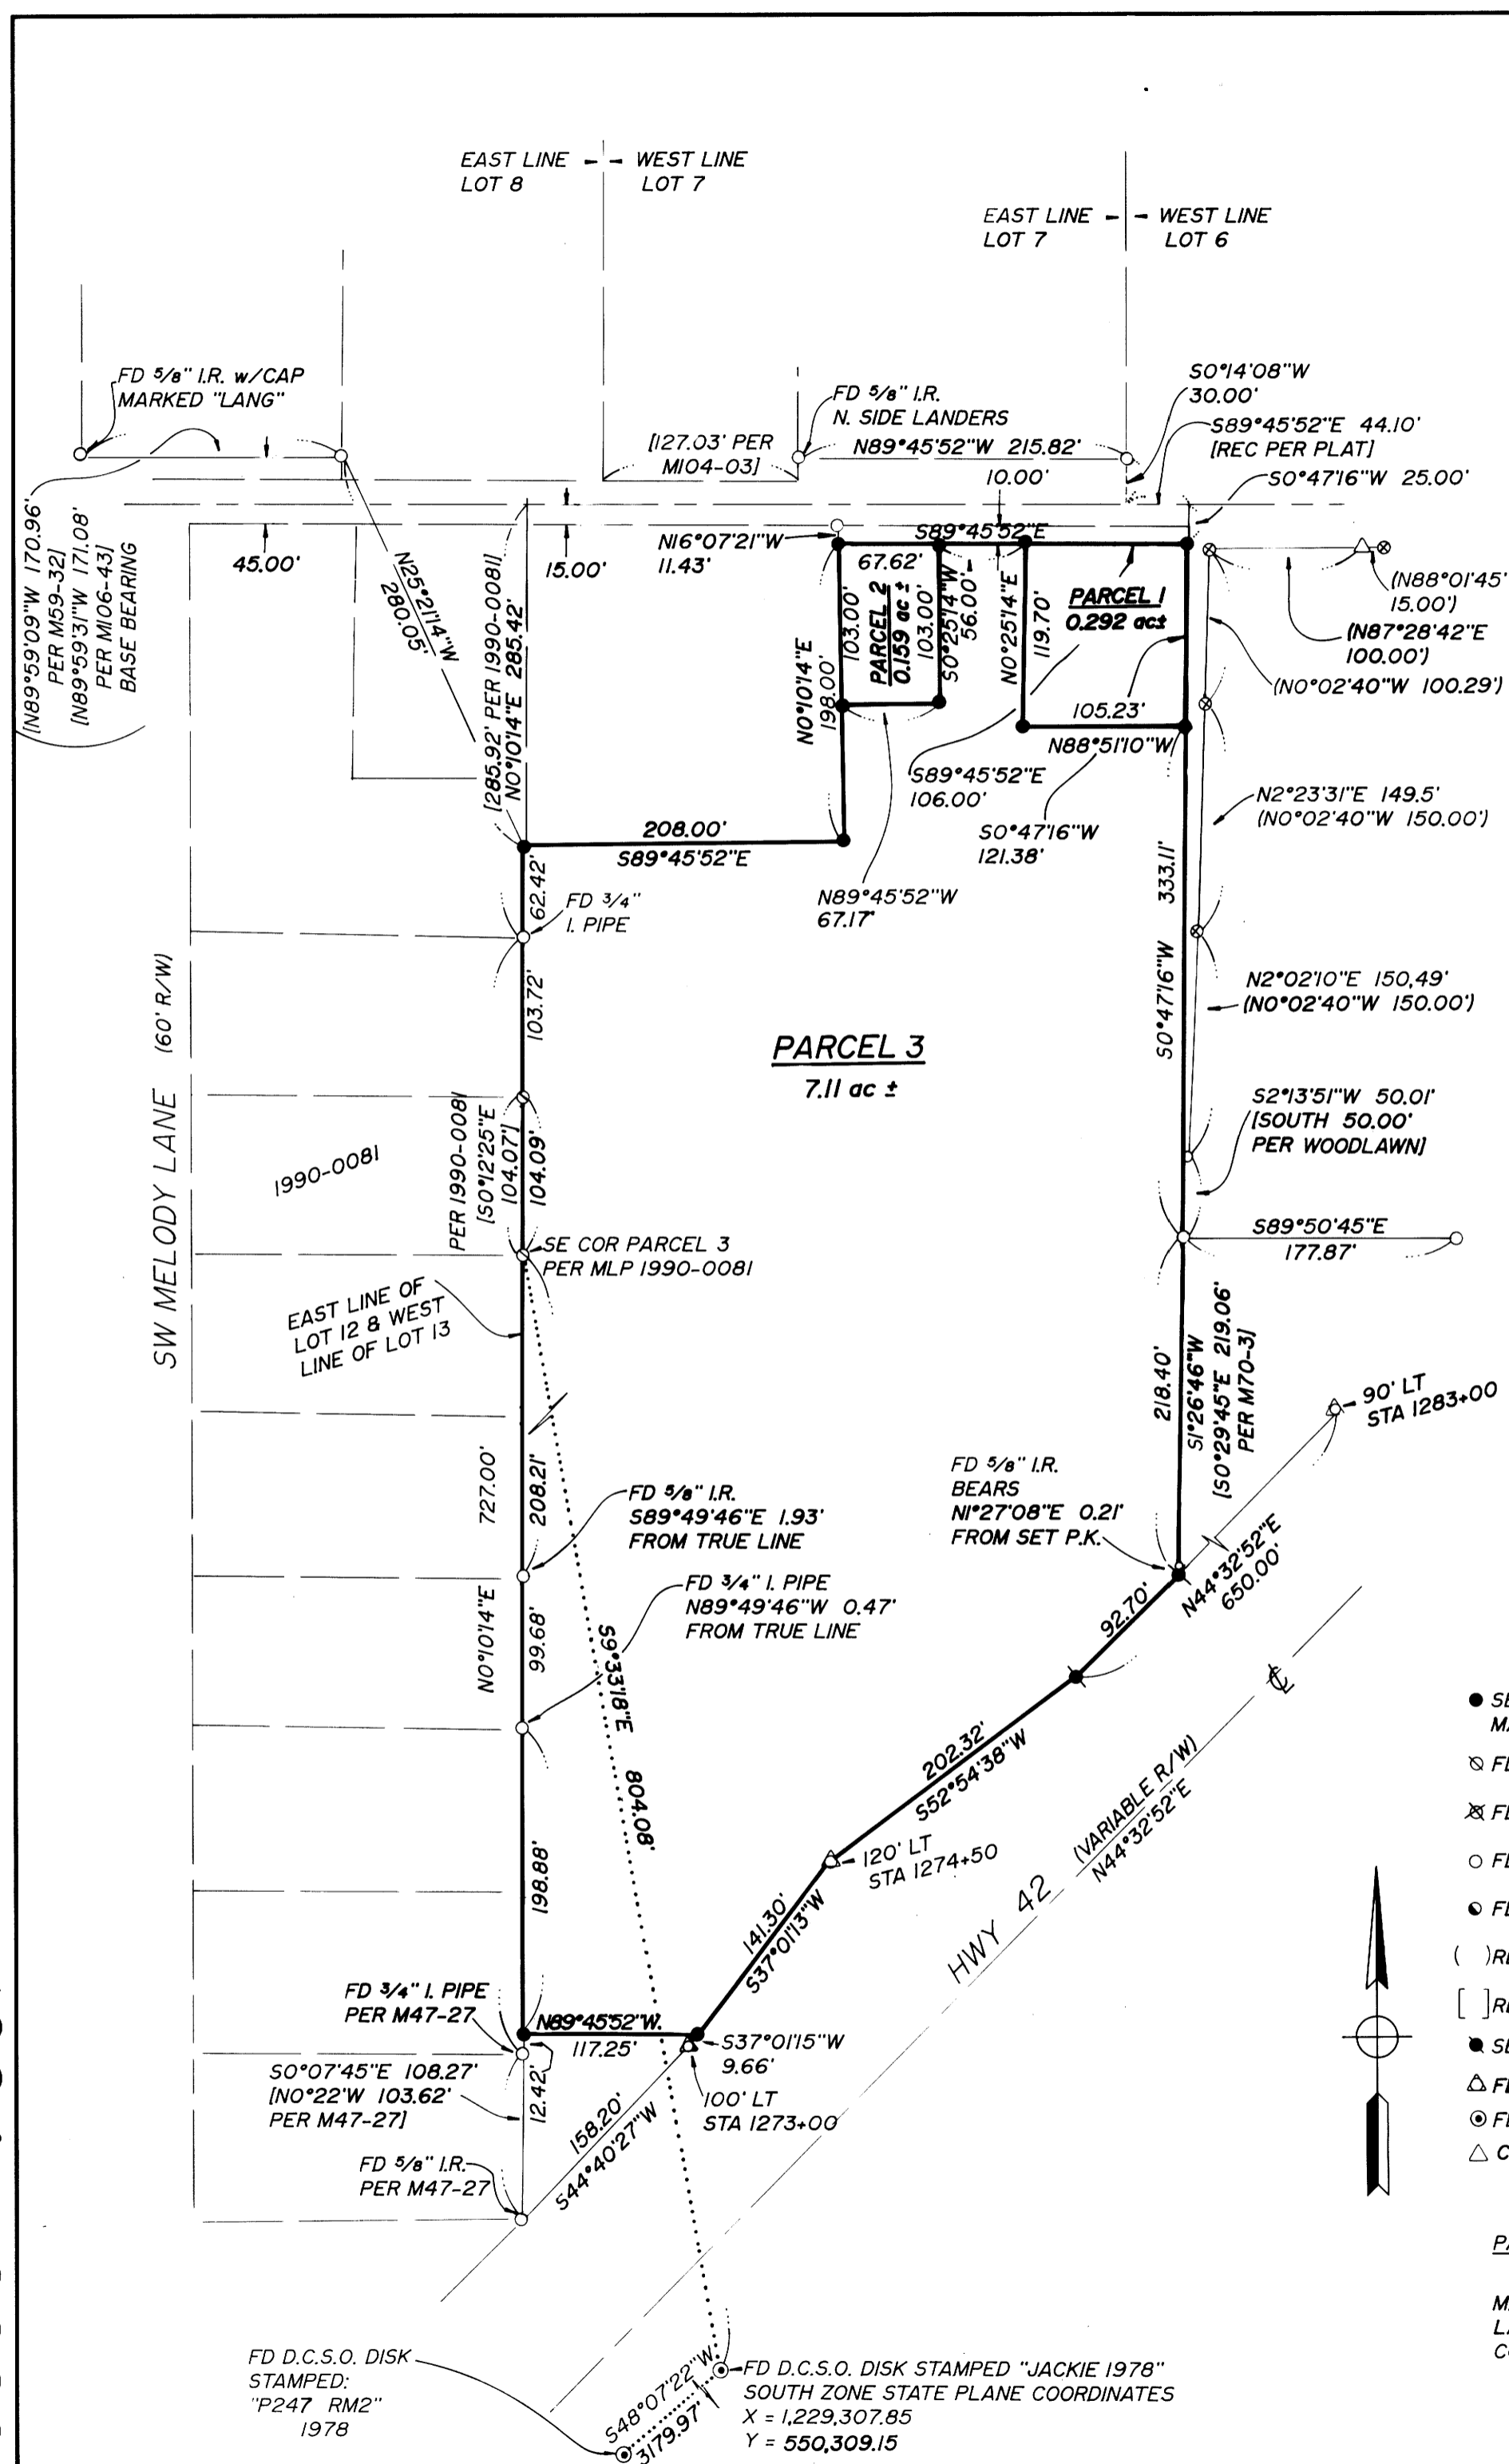 EAST LINE
LOT 8
WEST LINE
LOT 7
EAST LINE
LOT 7
WEST LINE
LOT 6
FD 5/8" I.R. w/CAP
MARKED "LANG"
[127.03' PER
M104-03]
FD 5/8" I.R.
N. SIDE LANDERS
N89°45'52"W 215.82'
10.00'
S0°14'08"W
30.00'
S89°45'52"E 44.10'
[REC PER PLAT]
S0°47'16"W 25.00'
[N89°59'09"W 170.96'
PER M59-32]
[N89°59'31"W 171.08'
PER M106-43]
BASE BEARING
45.00'
N25°21'14"W
280.05'
[285.92' PER 1990-0081]
N0°10'14"E 285.42'
15.00'
N16°07'21"W
11.43'
S89°45'52"E
67.62'
N0°10'14"E
198.00'
103.00'
PARCEL 2
0.159 ac ±
103.00'
S0°25'14"W
56.00'
N0°25'14"E
119.70'
PARCEL 1
0.292 ac±
105.23'
N88°51'10"W
S89°45'52"E
106.00'
S0°47'16"W
121.38'
(N88°01'45"
15.00')
(N87°28'42"E
100.00')
(N0°02'40"W 100.29')
N2°23'31"E 149.5'
(N0°02'40"W 150.00')
208.00'
S89°45'52"E
N89°45'52"W
67.17'
62.42'
FD 3/4"
I. PIPE
103.72'
333.11'
S0°47'16"W
N2°02'10"E 150,49'
(N0°02'40"W 150.00')
PARCEL 3
7.11 ac ±
S2°13'51"W 50.01'
[SOUTH 50.00'
PER WOODLAWN]
SW MELODY LANE (60' R/W)
1990-0081
PER 1990-0081
[S0°12'25"E
104.07']
104.09'
SE COR PARCEL 3
PER MLP 1990-0081
S89°50'45"E
177.87'
EAST LINE OF
LOT 12 & WEST
LINE OF LOT 13
218.40'
S1°26'46"W
[S0°29'45"E 219.06'
PER M70-3]
90' LT
STA 1283+00
727.00'
208.21'
N0°10'14"E
FD 5/8" I.R.
S89°49'46"E 1.93'
FROM TRUE LINE
FD 5/8" I.R.
BEARS
N1°27'08"E 0.21'
FROM SET P.K.
FD 3/4" I. PIPE
N89°49'46"W 0.47'
FROM TRUE LINE
99.68'
N44°32'52"E
650.00'
92.70'
S9°33'18"E 804.08'
202.32'
S52°54'38"W
120' LT
STA 1274+50
(VARIABLE R/W)
N44°32'52"E
HWY 42
198.88'
141.30'
S37°01'13"W
FD 3/4" I. PIPE
PER M47-27
N89°45'52"W
117.25'
S37°01'15"W
9.66'
S0°07'45"E 108.27'
[N0°22'W 103.62'
PER M47-27]
12.42'
100' LT
STA 1273+00
158.20'
S44°40'27"W
FD 5/8" I.R.
PER M47-27
FD D.C.S.O. DISK
STAMPED:
"P247 RM2"
1978
S48°07'22"W
3179.97'
FD D.C.S.O. DISK STAMPED "JACKIE 1978"
SOUTH ZONE STATE PLANE COORDINATES
X = 1,229,307.85
Y = 550,309.15